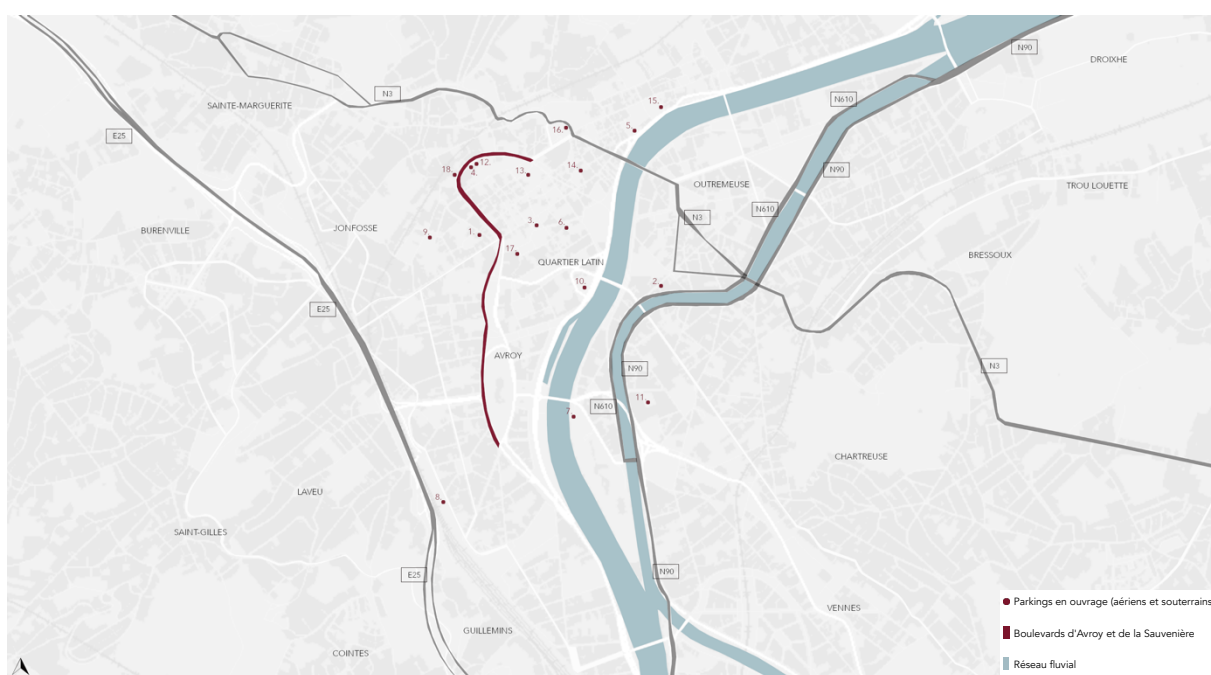 N90
DROIXHE
N3
N610
SAINTE-MARGUERITE
15.
E25
16.
5.
12.
18.
4.
13.
14.
N90
OUTREMEUSE
TROU LOUETTE
N610
N3
BURENVILLE
JONFOSSE
9.
1.
3.
6.
17.
QUARTIER LATIN
BRESSOUX
10.
2.
E25
AVROY
N90
N3
11.
N610
7.
CHARTREUSE
LAVEU
8.
SAINT-GILLES
E25
N90
Parkings en ouvrage (aériens et souterrains
VENNES
GUILLEMINS
Boulevards d'Avroy et de la Sauvenière
COINTES
Réseau fluvial